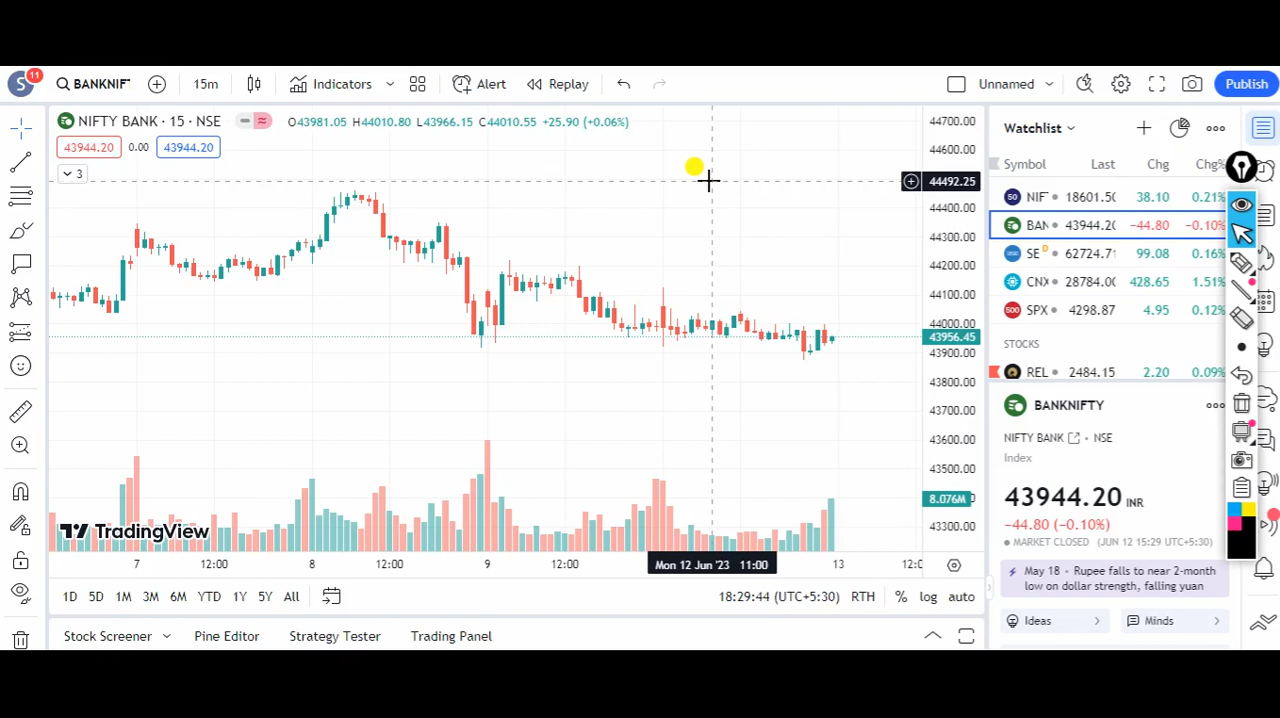 S 11 BANKNIF 15m Indicators Alert Replay Unnamed Publish
NIFTY BANK · 15 · NSE O43981.05 H44010.80 L43966.15 C44010.55 +25.90 (+0.06%)
43944.20 0.00 43944.20
3
44700.00
44600.00
44492.25
44400.00
44300.00
44200.00
44100.00
44000.00
43956.45
43900.00
43800.00
43700.00
43600.00
43500.00
8.076M
43300.00
TradingView
7 12:00 8 12:00 9 12:00 Mon 12 Jun '23 11:00 13 12:0
1D 5D 1M 3M 6M YTD 1Y 5Y All 18:29:44 (UTC+5:30) RTH % log auto
Stock Screener Pine Editor Strategy Tester Trading Panel
Watchlist
Symbol Last Chg Chg%
50 NIF 18601.50 38.10 0.21%
BAN 43944.20 −44.80 −0.10%
SE D 62724.71 99.08 0.16%
CNX 28784.00 428.65 1.51%
500 SPX 4298.87 4.95 0.12%
STOCKS
REL 2484.15 2.20 0.09%
BANKNIFTY
NIFTY BANK · NSE
Index
43944.20 INR
−44.80 (−0.10%)
MARKET CLOSED (JUN 12 15:29 UTC+5:30)
May 18 · Rupee falls to near 2-month
low on dollar strength, falling yuan
Ideas Minds